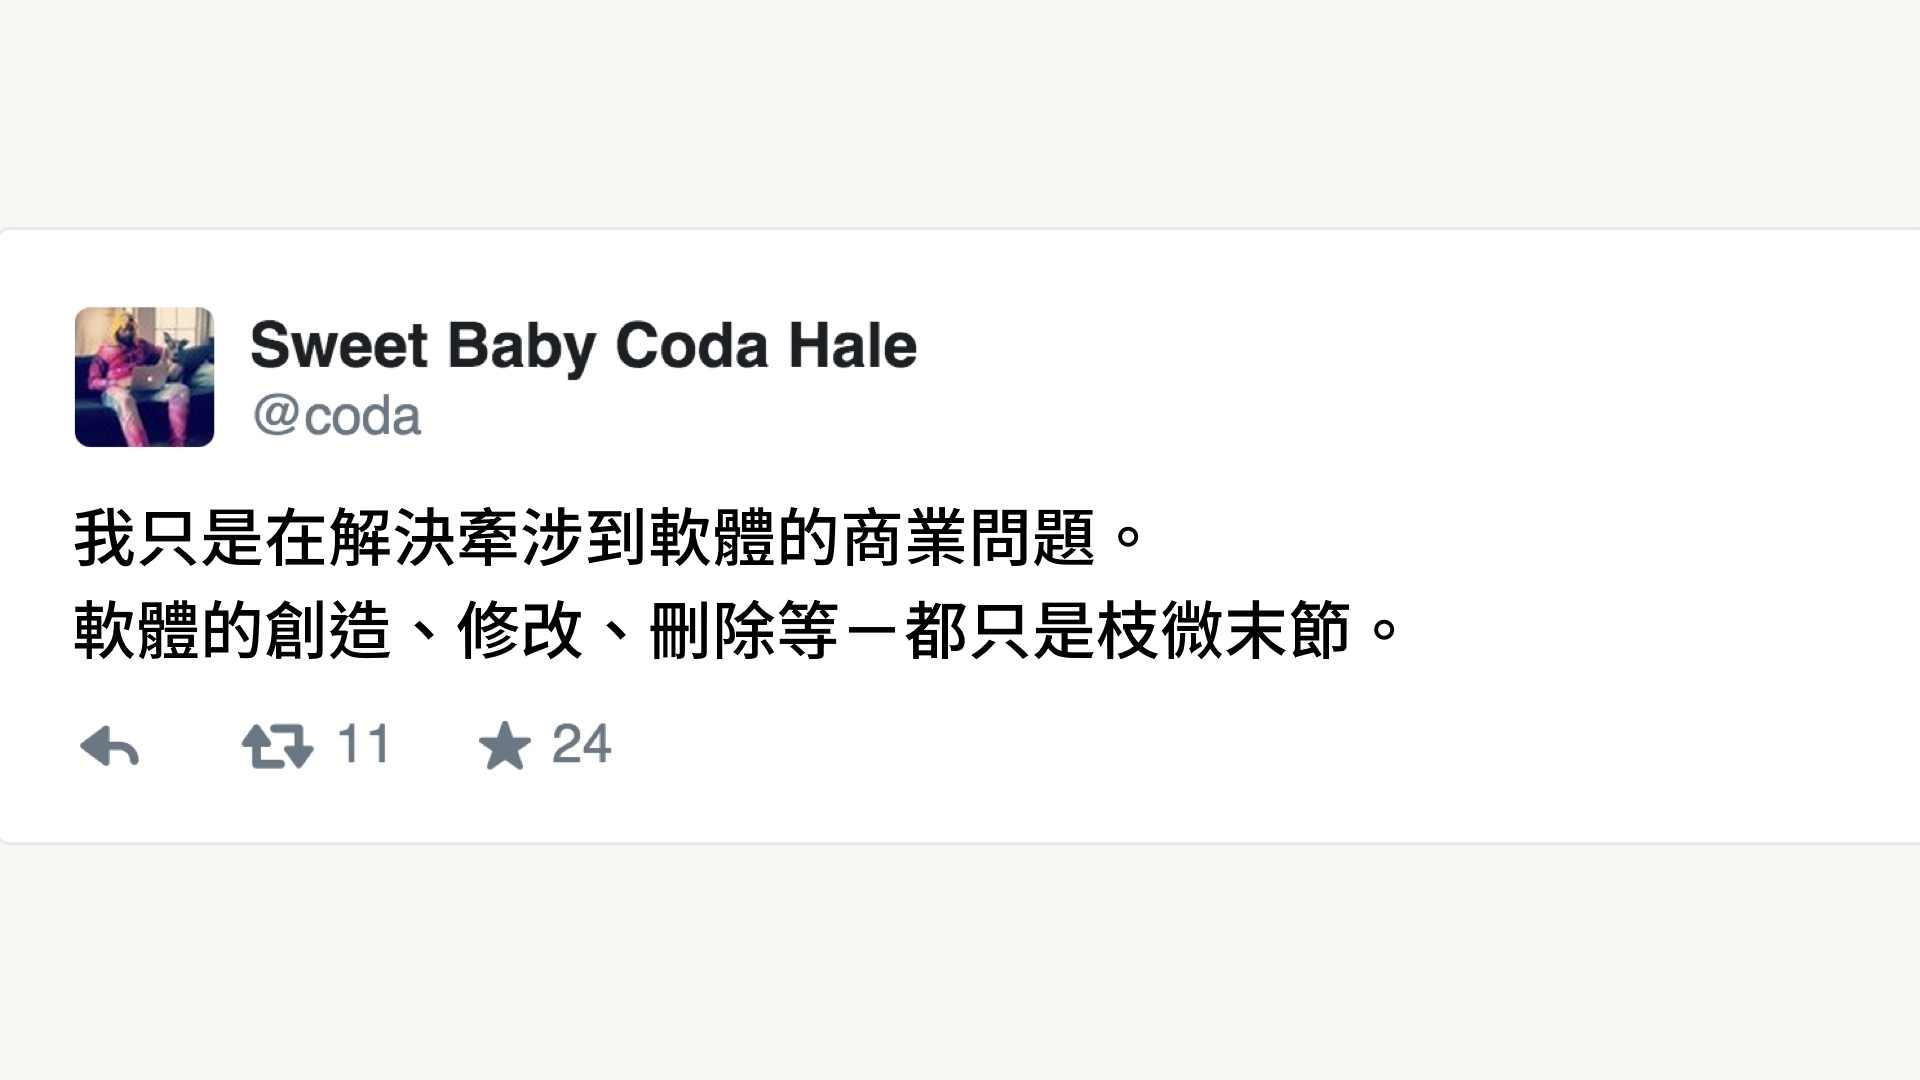 Sweet Baby Coda Hale
@coda
我只是在解決牽涉到軟體的商業問題。
軟體的創造、修改、刪除等－都只是枝微末節。
11 24